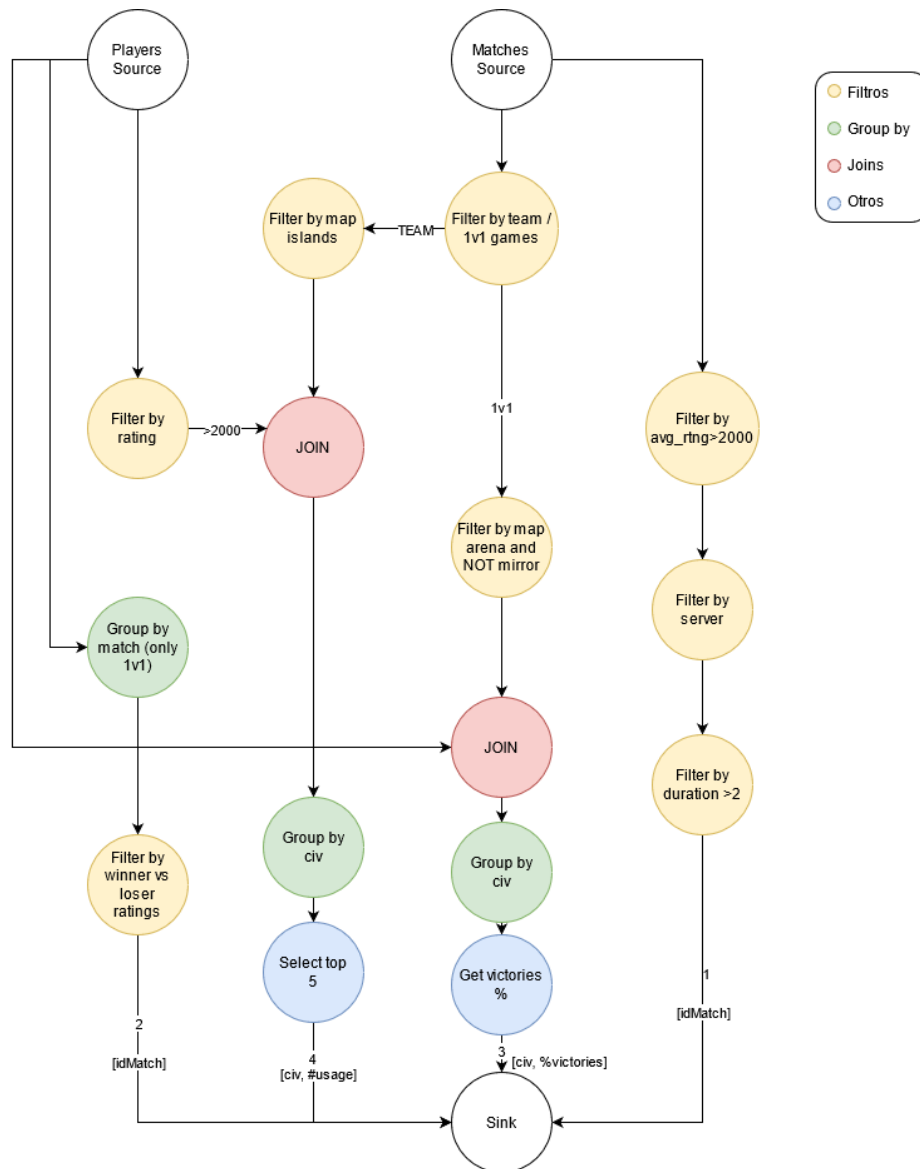 Players
Source
Matches
Source
Filtros
Group by
Joins
Otros
Filter by map
islands
TEAM
Filter by team /
1v1 games
Filter by
rating
>2000
JOIN
1v1
Filter by
avg_rtng>2000
Filter by map
arena and
NOT mirror
Filter by
server
Group by
match (only
1v1)
JOIN
Filter by
duration >2
Group by
civ
Group by
civ
Filter by
winner vs
loser
ratings
Select top
5
Get victories
%
1
[idMatch]
2
[idMatch]
4
[civ, #usage]
3
[civ, %victories]
Sink